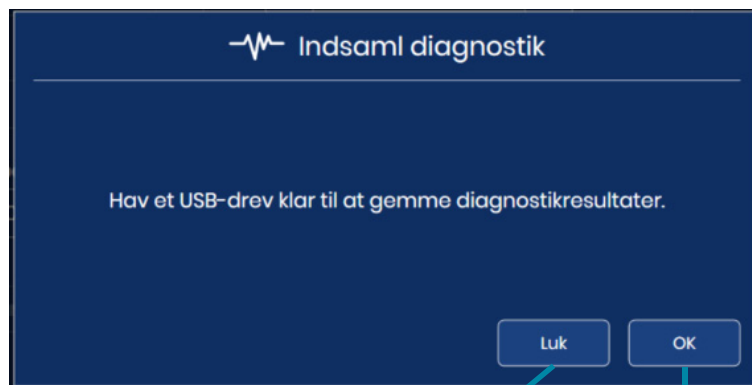 Indsaml diagnostik
Hav et USB-drev klar til at gemme diagnostikresultater.
Luk OK